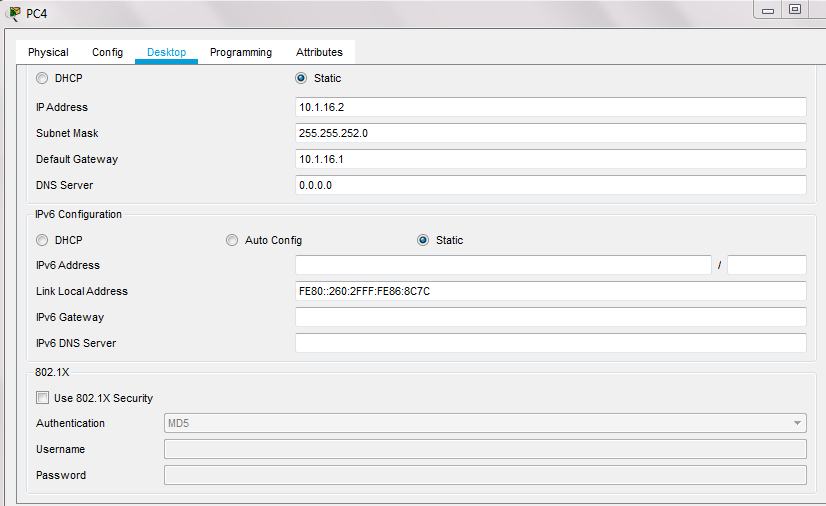 PC4
Physical Config Desktop Programming Attributes
DHCP Static
IP Address 10.1.16.2
Subnet Mask 255.255.252.0
Default Gateway 10.1.16.1
DNS Server 0.0.0.0
IPv6 Configuration
DHCP Auto Config Static
IPv6 Address /
Link Local Address FE80::260:2FFF:FE86:8C7C
IPv6 Gateway
IPv6 DNS Server
802.1X
Use 802.1X Security
Authentication MD5
Username
Password